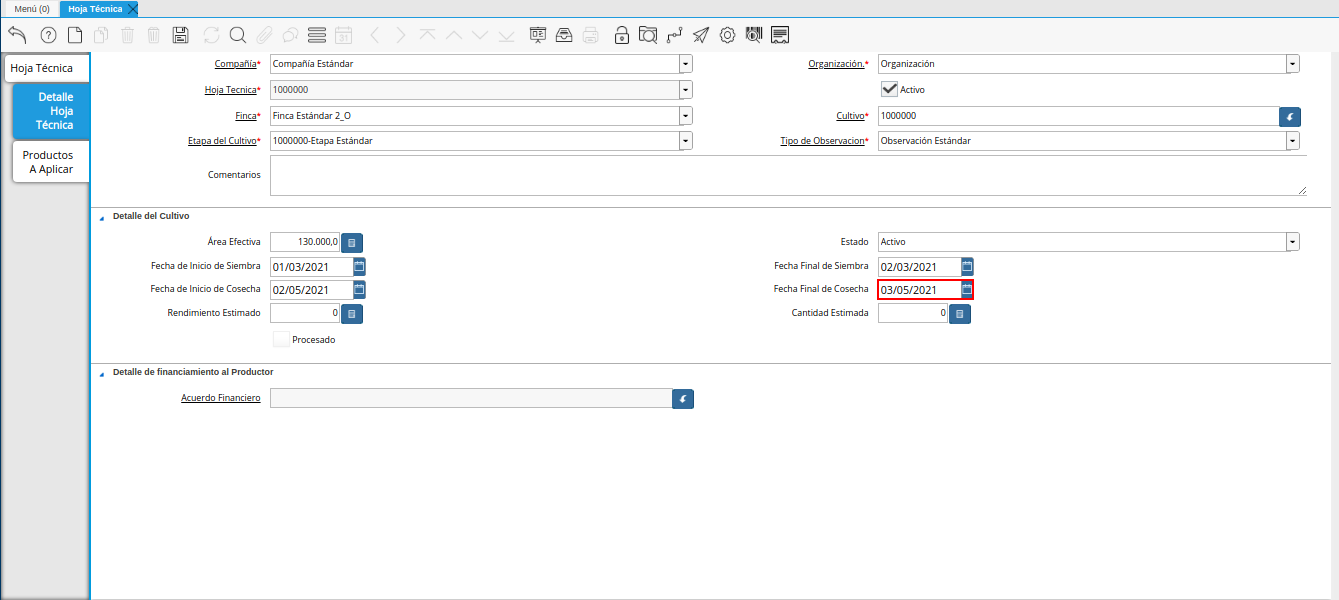 Menú (0) Hoja Técnica
31
Hoja Técnica
Detalle
Hoja
Técnica
Productos
A Aplicar
Compañía* Compañía Estándar Organización.* Organización
Hoja Tecnica* 1000000 Activo
Finca* Finca Estándar 2_O Cultivo* 1000000
Etapa del Cultivo* 1000000-Etapa Estándar Tipo de Observacion* Observación Estándar
Comentarios
Detalle del Cultivo
Área Efectiva 130.000,0 Estado Activo
Fecha de Inicio de Siembra 01/03/2021 Fecha Final de Siembra 02/03/2021
Fecha de Inicio de Cosecha 02/05/2021 Fecha Final de Cosecha 03/05/2021
Rendimiento Estimado 0 Cantidad Estimada 0
Procesado
Detalle de financiamiento al Productor
Acuerdo Financiero